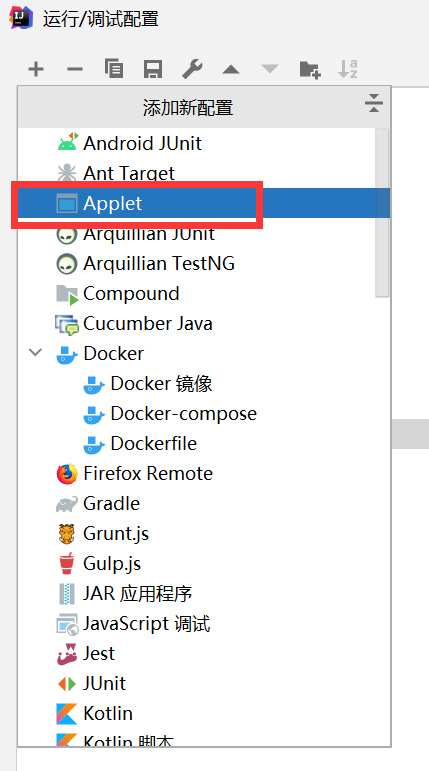 运行/调试配置
添加新配置
Android JUnit
Ant Target
Applet
Arquillian JUnit
Arquillian TestNG
Compound
Cucumber Java
Docker
Docker 镜像
Docker-compose
Dockerfile
Firefox Remote
Gradle
Grunt.js
Gulp.js
JAR 应用程序
JavaScript 调试
Jest
JUnit
Kotlin
Kotlin 脚本